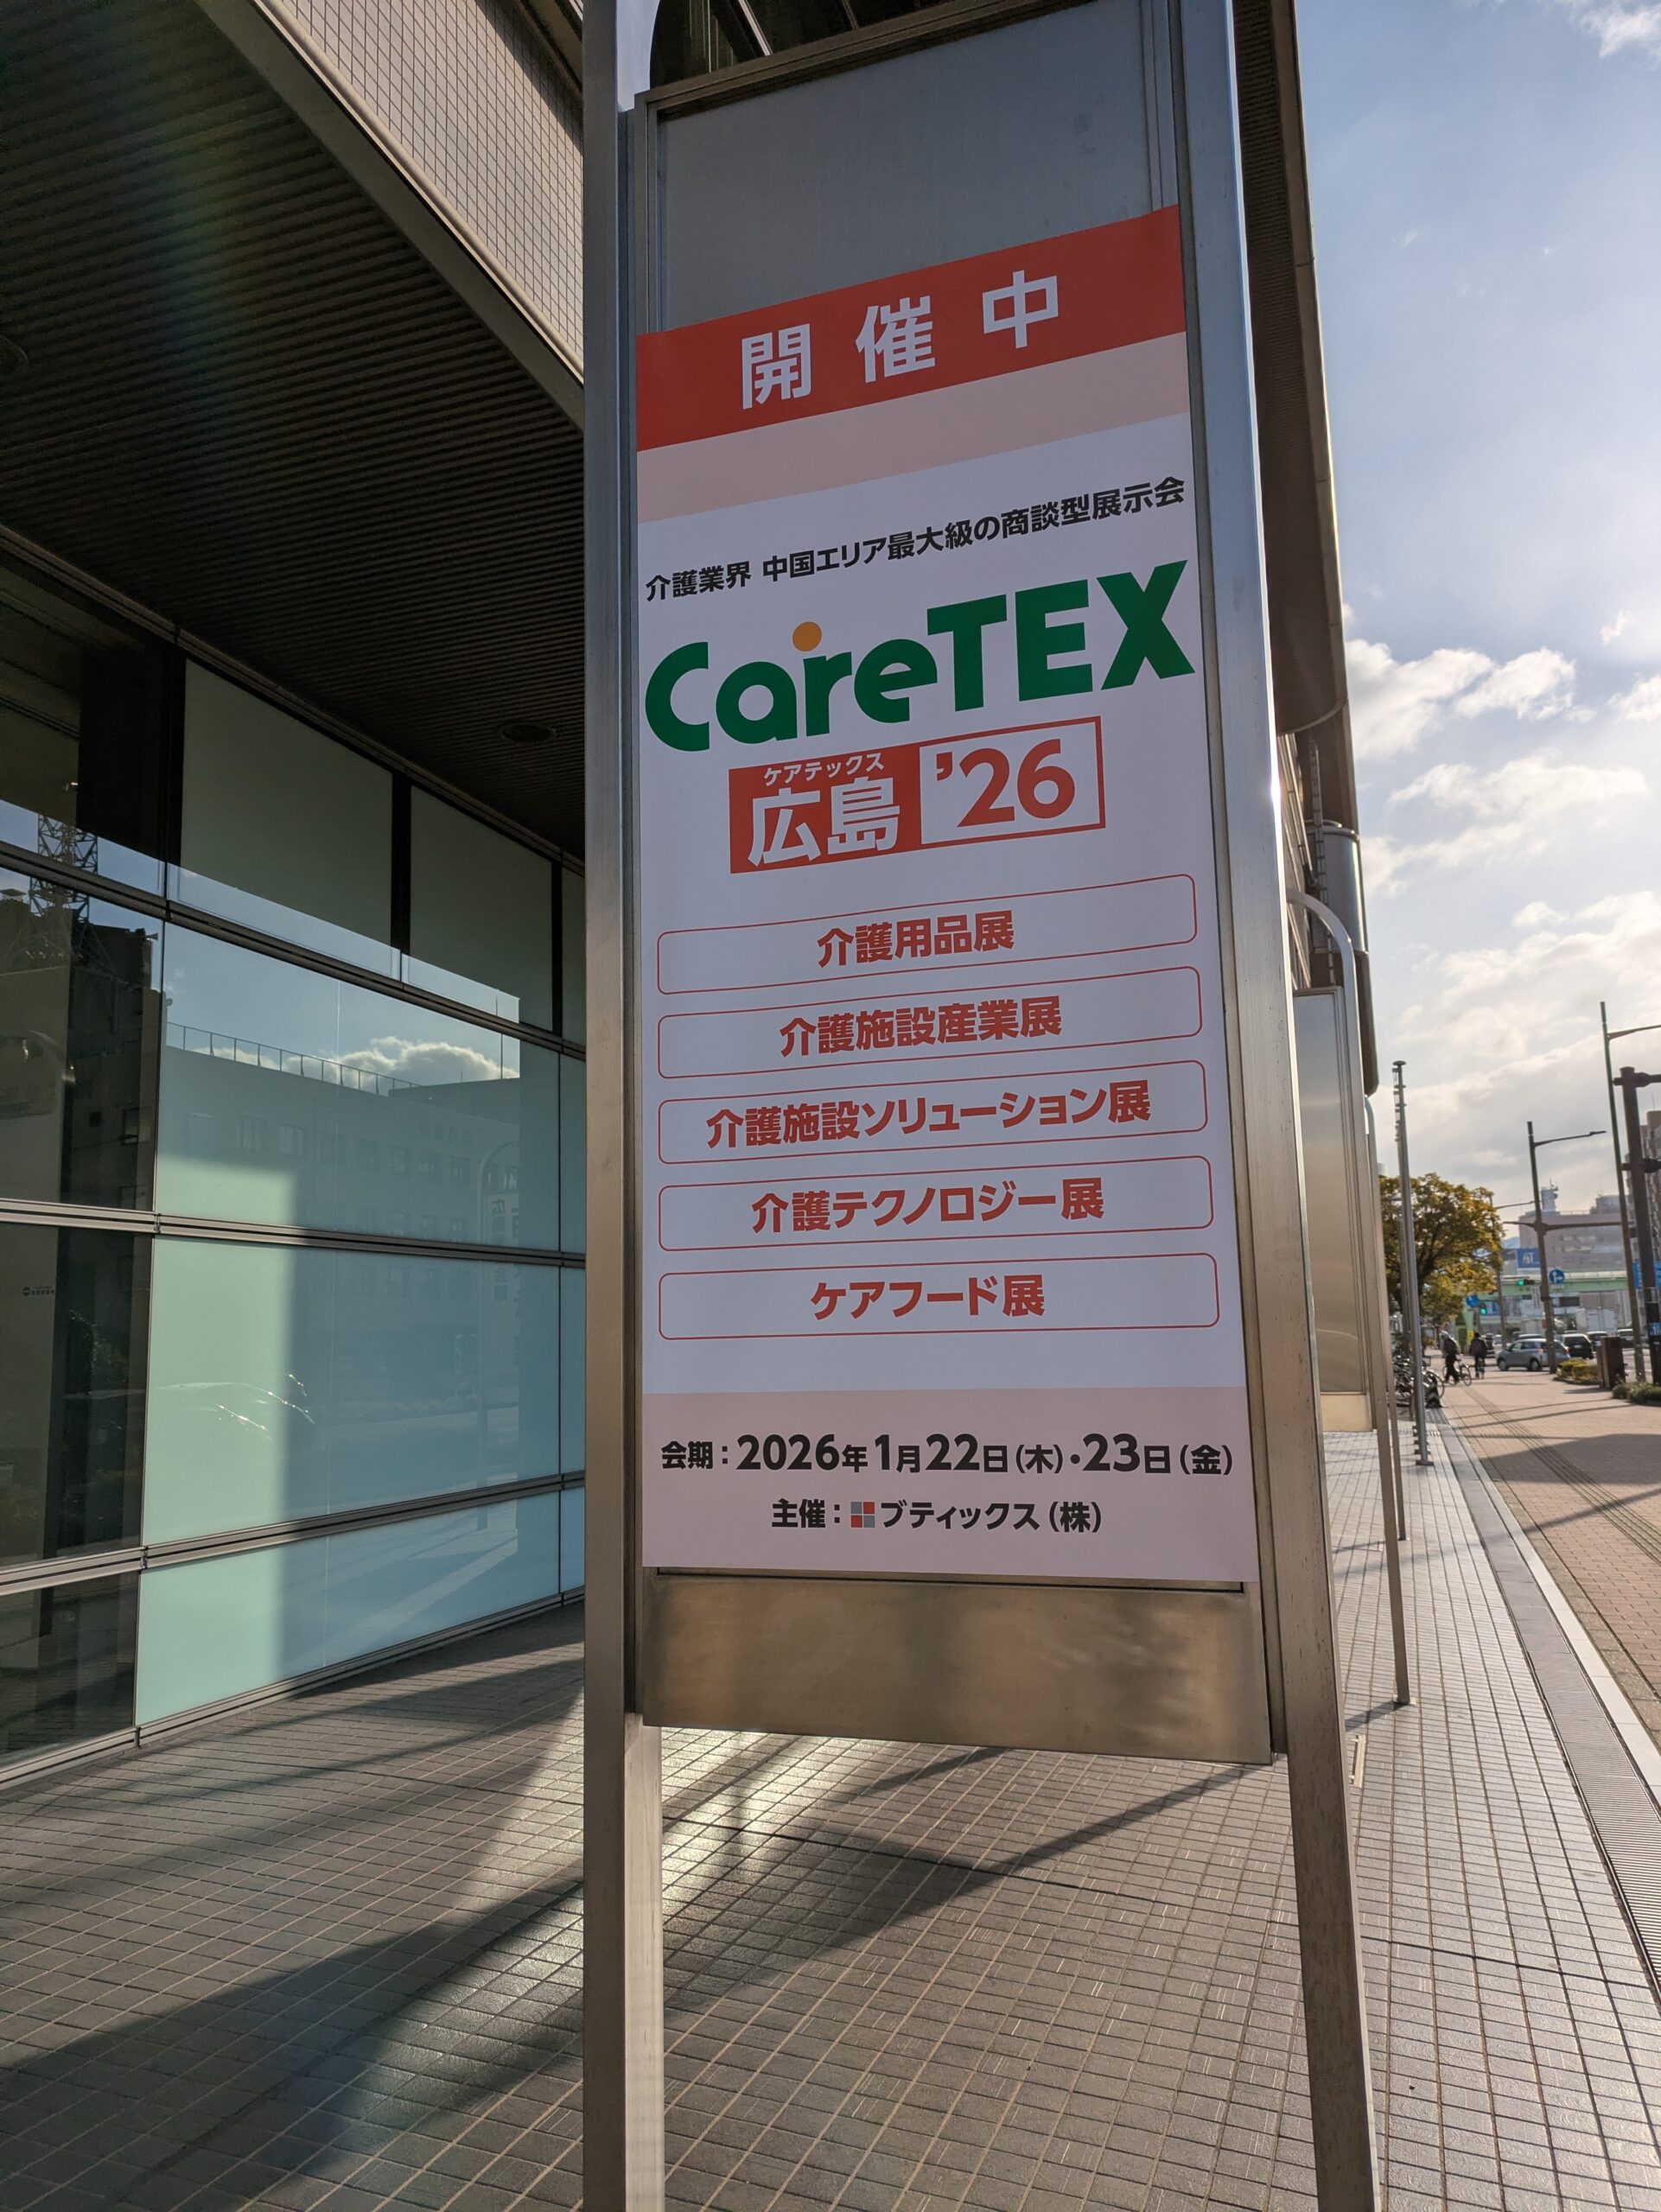 開催中
介護業界 中国エリア最大級の商談型展示会
CareTEX
ケアテックス
広島 '26
介護用品展
介護施設産業展
介護施設ソリューション展
介護テクノロジー展
ケアフード展
会期：2026年1月22日（木）・23日（金）
主催：ブティックス（株）